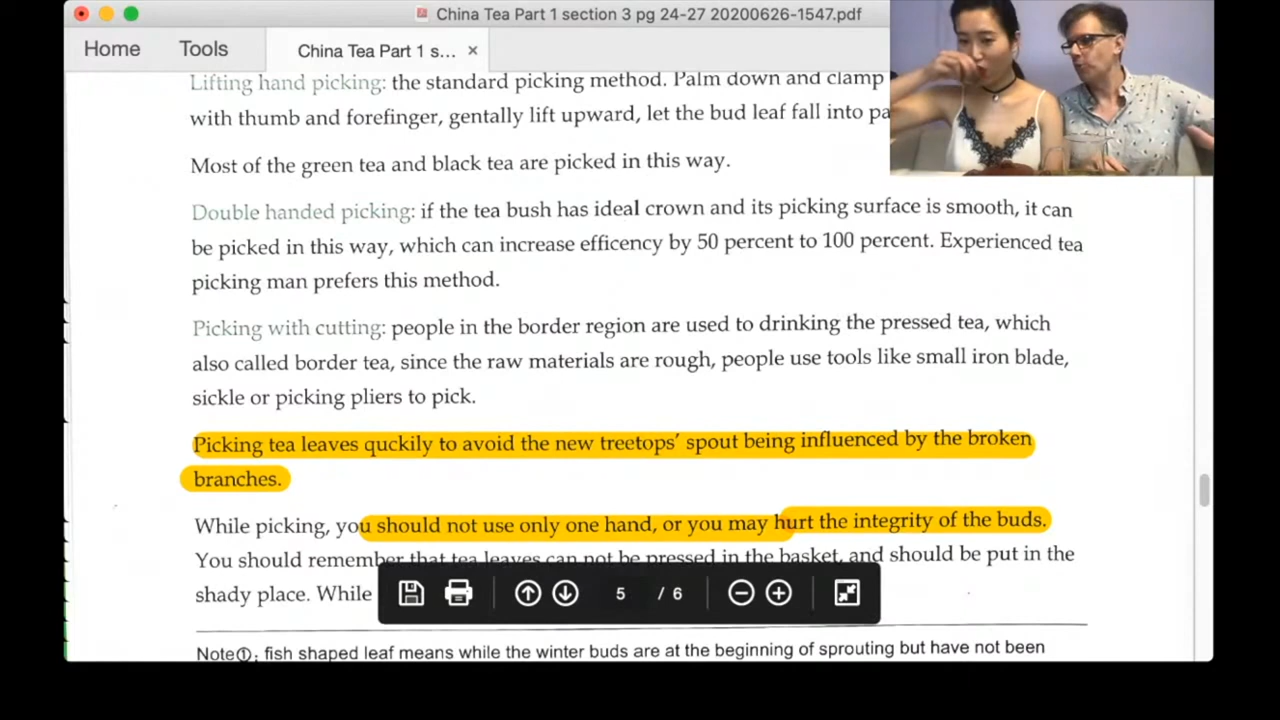 China Tea Part 1 section 3 pg 24-27 20200626-1547.pdf
Home Tools China Tea Part 1 s... ×
Lifting hand picking: the standard picking method. Palm down and clamp
with thumb and forefinger, gentally lift upward, let the bud leaf fall into
Most of the green tea and black tea are picked in this way.
Double handed picking: if the tea bush has ideal crown and its picking surface is smooth, it can
be picked in this way, which can increase efficency by 50 percent to 100 percent. Experienced tea
picking man prefers this method.
Picking with cutting: people in the border region are used to drinking the pressed tea, which
also called border tea, since the raw materials are rough, people use tools like small iron blade,
sickle or picking pliers to pick.
Picking tea leaves quckily to avoid the new treetops' spout being influenced by the broken
branches.
While picking, you should not use only one hand, or you may hurt the integrity of the buds.
You should remember that tea leaves can not be pressed in the basket, and should be put in the
shady place. While
5 / 6
Note①: fish shaped leaf means while the winter buds are at the beginning of sprouting but have not been